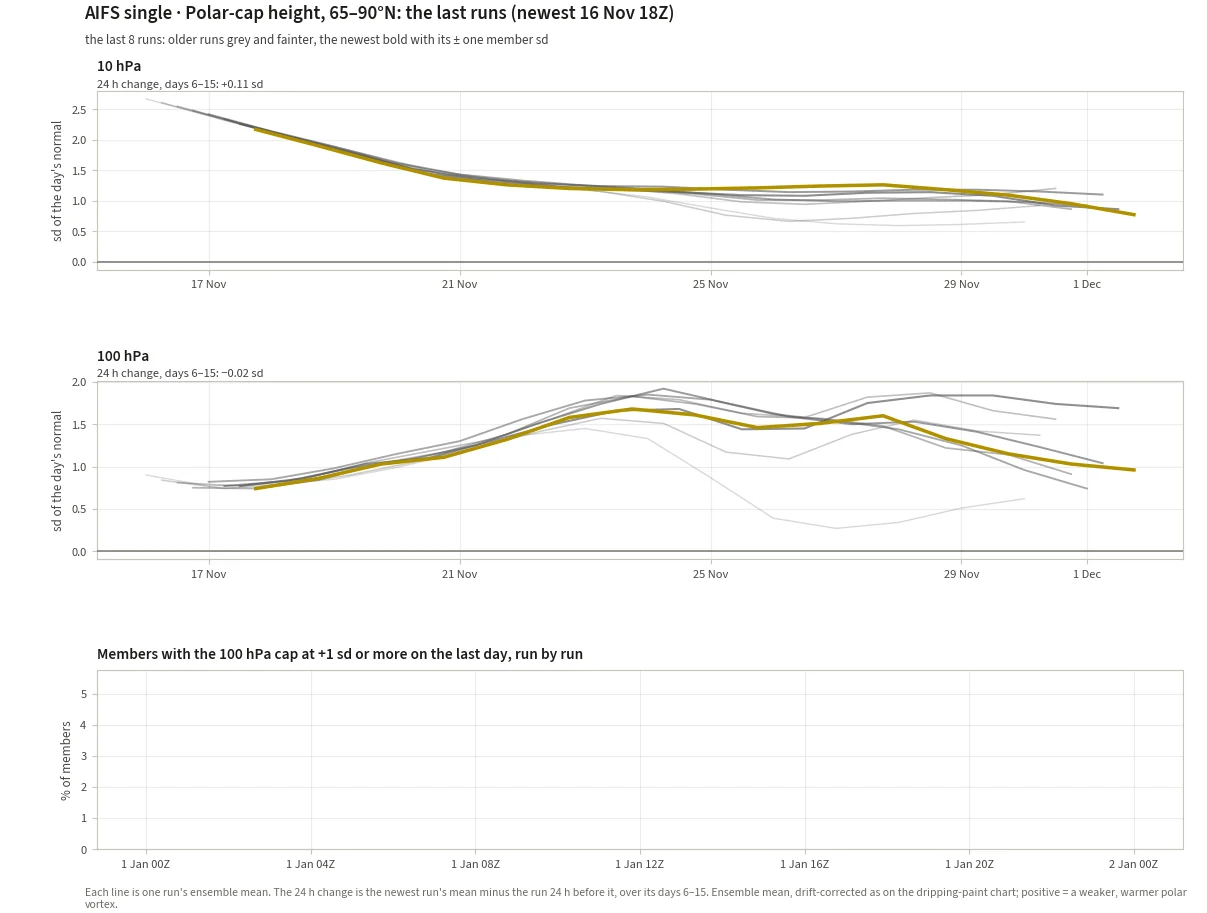 AIFS single · Polar-cap height, 65–90°N: the last runs (newest 16 Nov 18Z)
the last 8 runs: older runs grey and fainter, the newest bold with its ± one member sd
10 hPa
24 h change, days 6–15: +0.11 sd
sd of the day's normal
2.5
2.0
1.5
1.0
0.5
0.0
17 Nov
21 Nov
25 Nov
29 Nov
1 Dec
100 hPa
24 h change, days 6–15: −0.02 sd
sd of the day's normal
2.0
1.5
1.0
0.5
0.0
17 Nov
21 Nov
25 Nov
29 Nov
1 Dec
Members with the 100 hPa cap at +1 sd or more on the last day, run by run
% of members
5
4
3
2
1
0
1 Jan 00Z
1 Jan 04Z
1 Jan 08Z
1 Jan 12Z
1 Jan 16Z
1 Jan 20Z
2 Jan 00Z
Each line is one run's ensemble mean. The 24 h change is the newest run's mean minus the run 24 h before it, over its days 6–15. Ensemble mean, drift-corrected as on the dripping-paint chart; positive = a weaker, warmer polar
vortex.